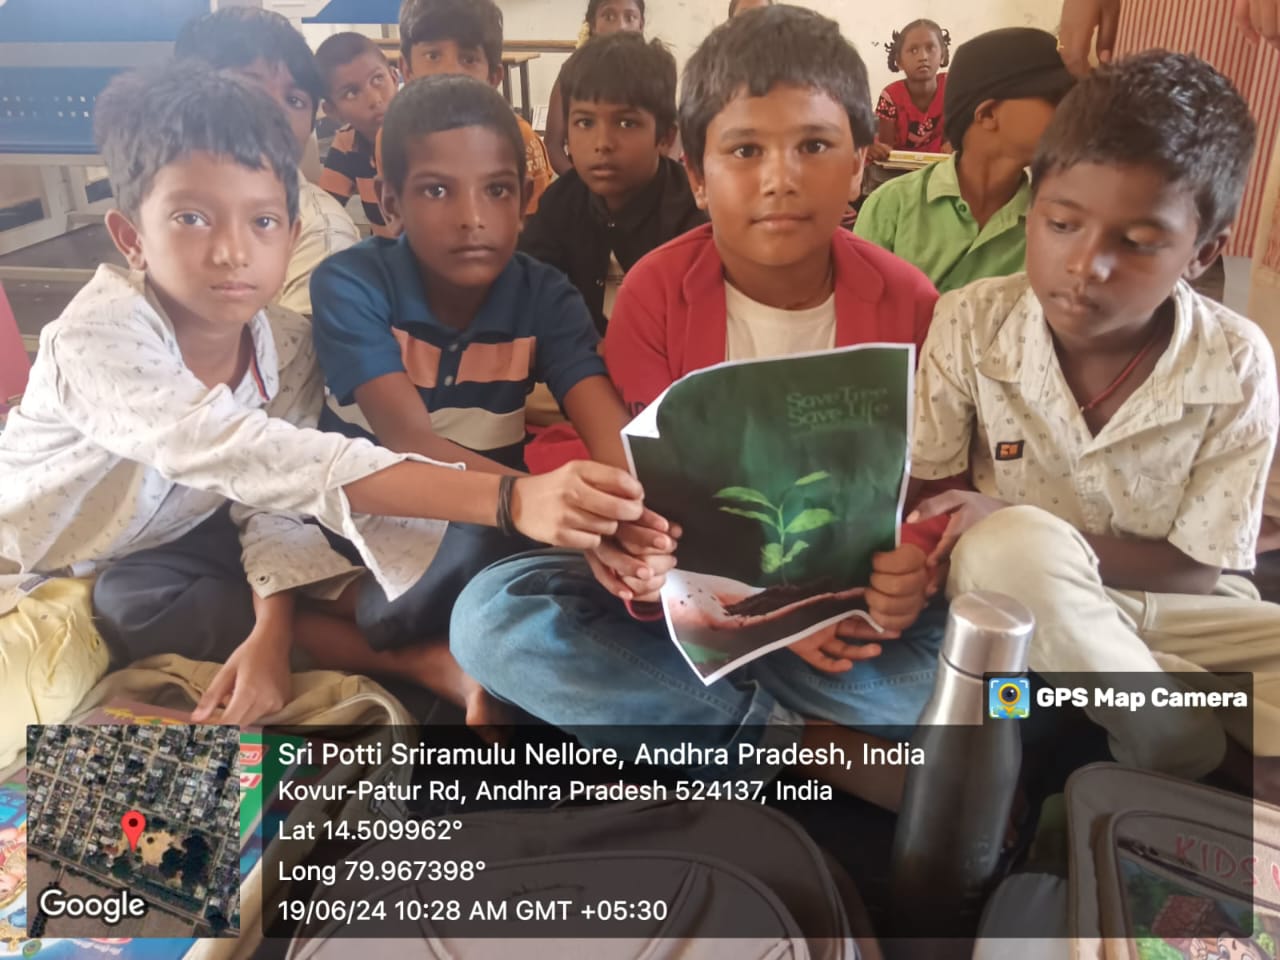 Save Tree
Save Life
GPS Map Camera
Sri Potti Sriramulu Nellore, Andhra Pradesh, India
Kovur-Patur Rd, Andhra Pradesh 524137, India
Lat 14.509962°
Long 79.967398°
19/06/24 10:28 AM GMT +05:30
Google
KIDS